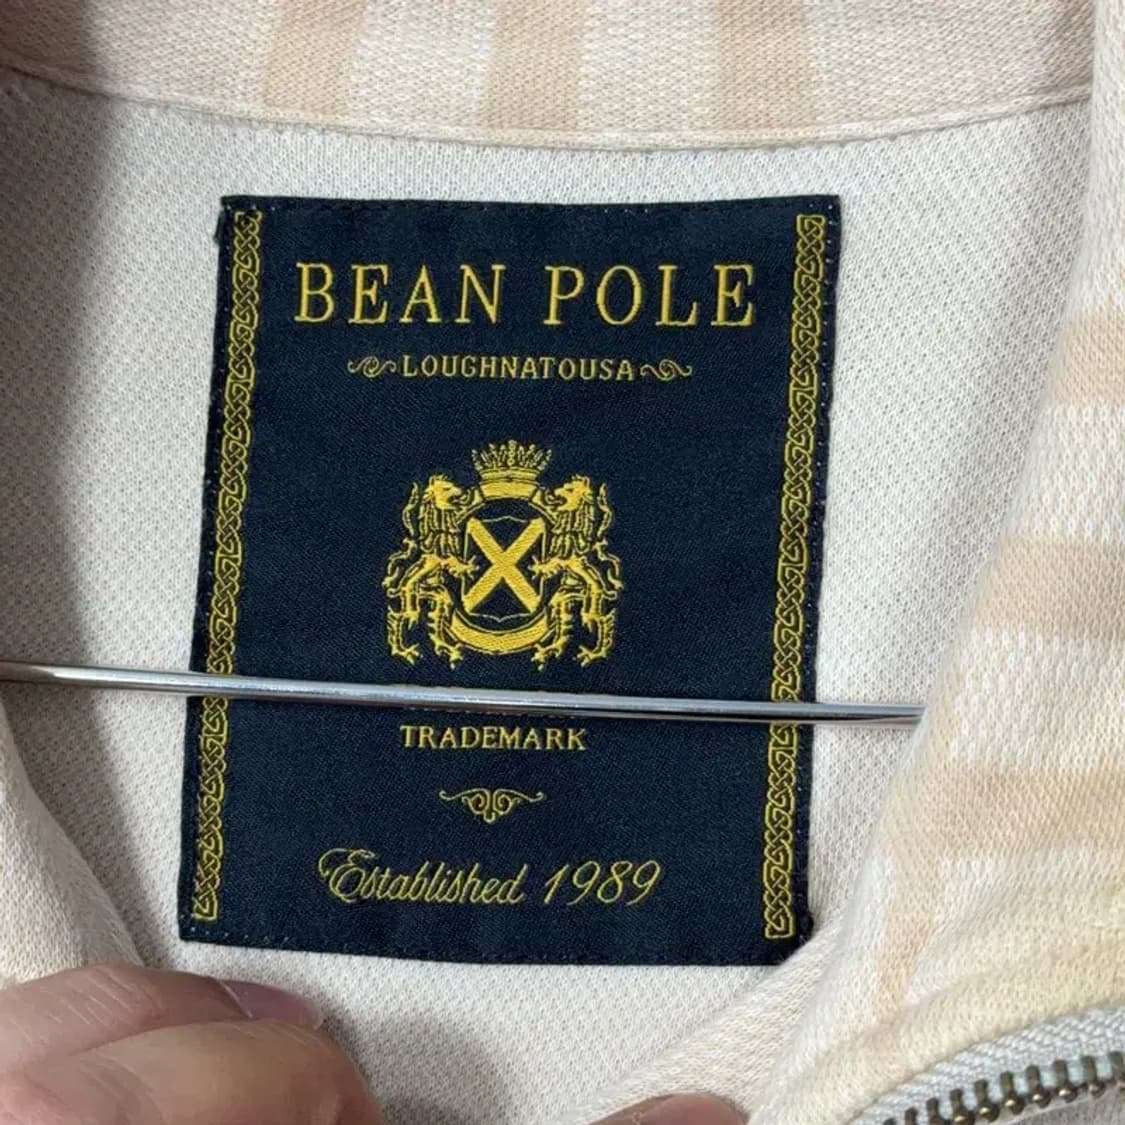 BEAN POLE
LOUGHNATOUSA
TRADEMARK
Established 1989